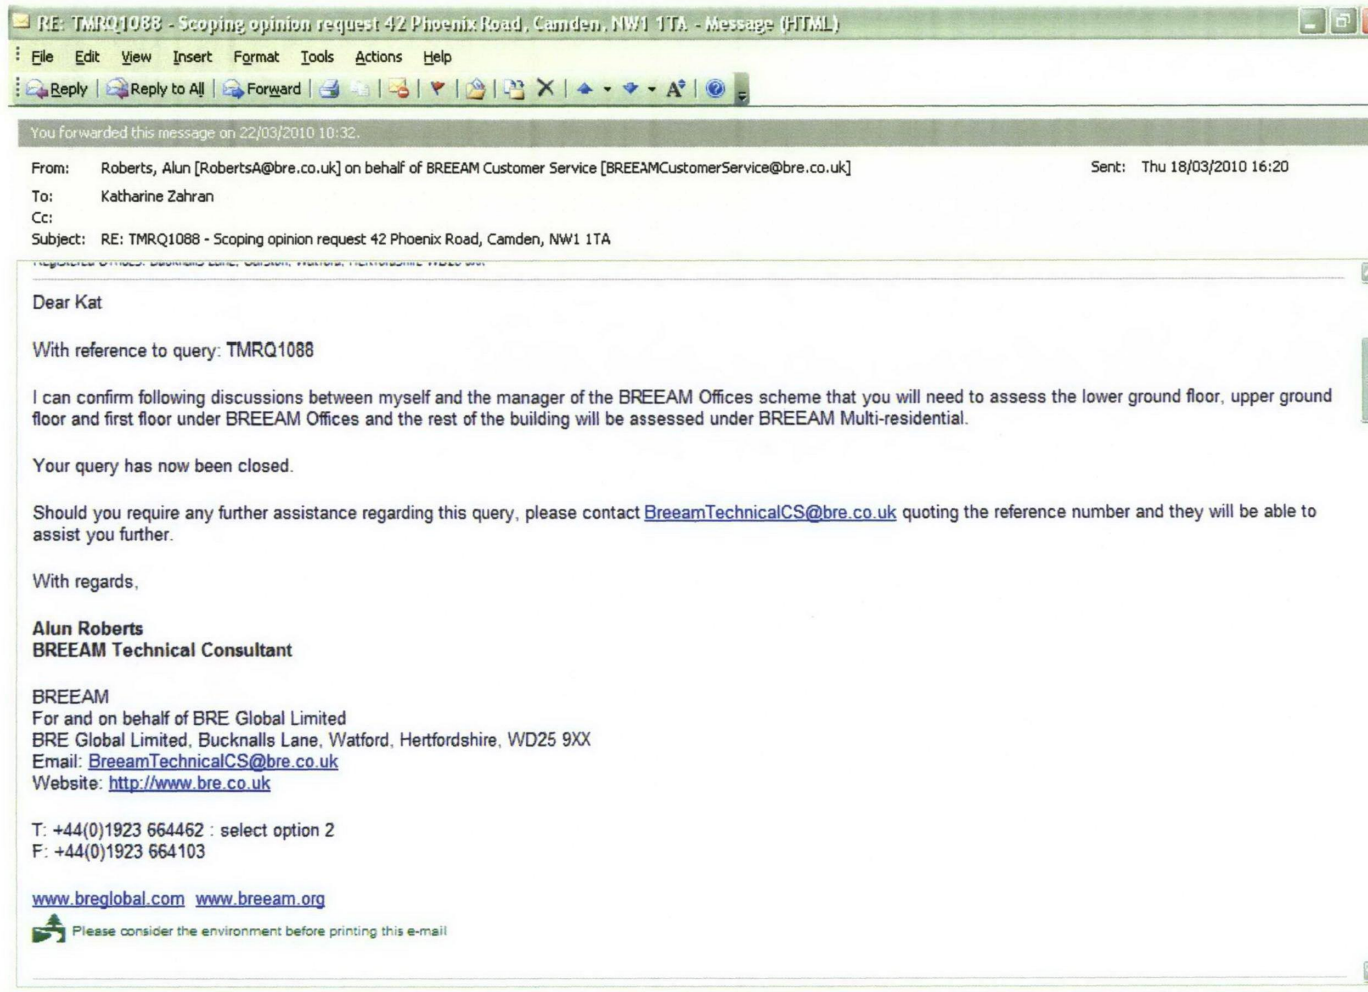 RE: TMRQ1088 - Scoping opinion request 42 Phoenix Road, Camden, NW1 1TA - Message (HTML)
File Edit View Insert Format Tools Actions Help
Reply Reply to All Forward
You forwarded this message on 22/03/2010 10:32.
From: Roberts, Alun [RobertsA@bre.co.uk] on behalf of BREEAM Customer Service [BREEAMCustomerService@bre.co.uk] Sent: Thu 18/03/2010 16:20
To: Katharine Zahran
Cc:
Subject: RE: TMRQ1088 - Scoping opinion request 42 Phoenix Road, Camden, NW1 1TA
Dear Kat
With reference to query: TMRQ1088
I can confirm following discussions between myself and the manager of the BREEAM Offices scheme that you will need to assess the lower ground floor, upper ground
floor and first floor under BREEAM Offices and the rest of the building will be assessed under BREEAM Multi-residential.
Your query has now been closed.
Should you require any further assistance regarding this query, please contact BreeamTechnicalCS@bre.co.uk quoting the reference number and they will be able to
assist you further.
With regards,
Alun Roberts
BREEAM Technical Consultant
BREEAM
For and on behalf of BRE Global Limited
BRE Global Limited, Bucknalls Lane, Watford, Hertfordshire, WD25 9XX
Email: BreeamTechnicalCS@bre.co.uk
Website: http://www.bre.co.uk
T: +44(0)1923 664462 : select option 2
F: +44(0)1923 664103
www.breglobal.com www.breeam.org
Please consider the environment before printing this e-mail